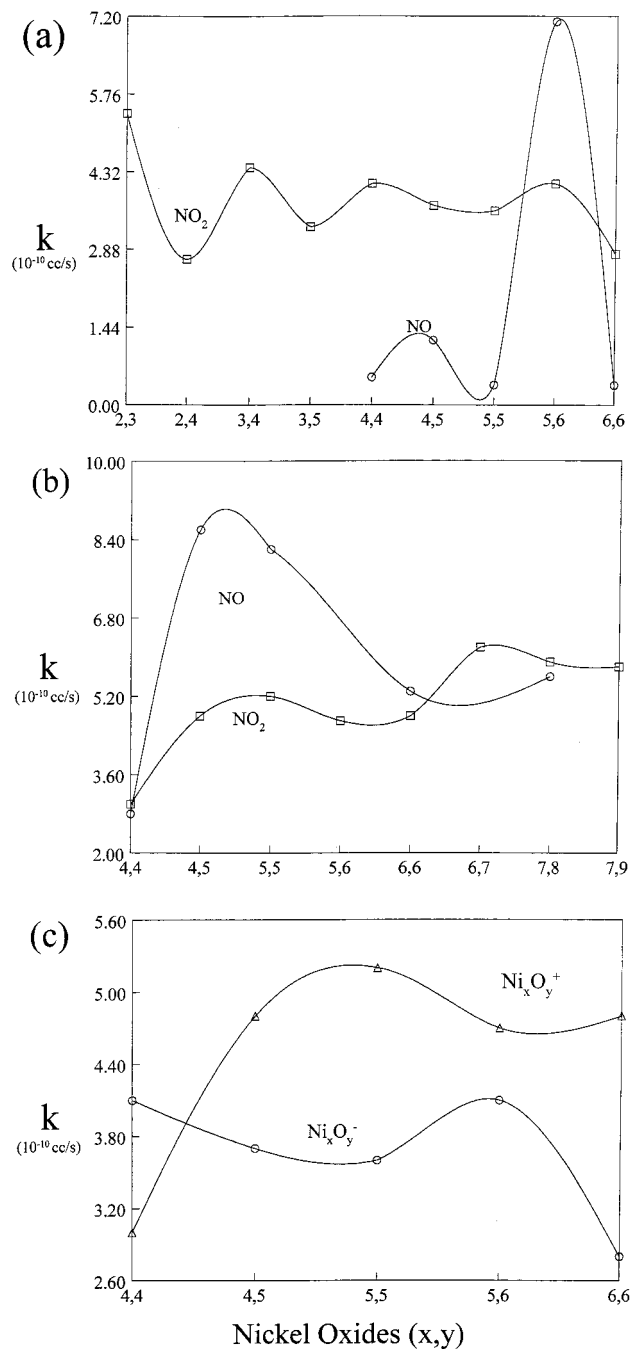 (a)
7.20
5.76
4.32
2.88
1.44
0.00
k
(10⁻¹⁰ cc/s)
NO₂
NO
2,3 2,4 3,4 3,5 4,4 4,5 5,5 5,6 6,6
(b)
10.00
8.40
6.80
5.20
3.60
2.00
k
(10⁻¹⁰ cc/s)
NO
NO₂
4,4 4,5 5,5 5,6 6,6 6,7 7,8 7,9
(c)
5.60
5.00
4.40
3.80
3.20
2.60
k
(10⁻¹⁰ cc/s)
NiₓOᵧ⁺
NiₓOᵧ⁻
4,4 4,5 5,5 5,6 6,6
Nickel Oxides (x,y)